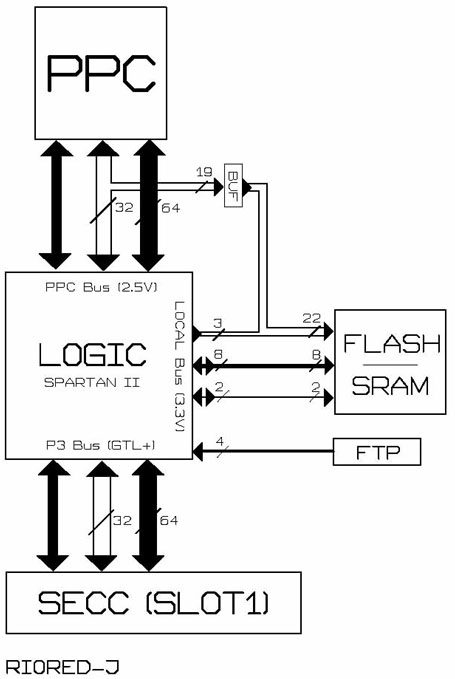 PPC
19
BUF
32
64
PPC Bus (2.5V)
LOCAL Bus (3.3V)
3
22
LOGIC
SPARTAN II
8
8
FLASH
SRAM
2
2
P3 Bus (GTL+)
4
FTP
32
64
SECC (SLOT1)
RIORED-J